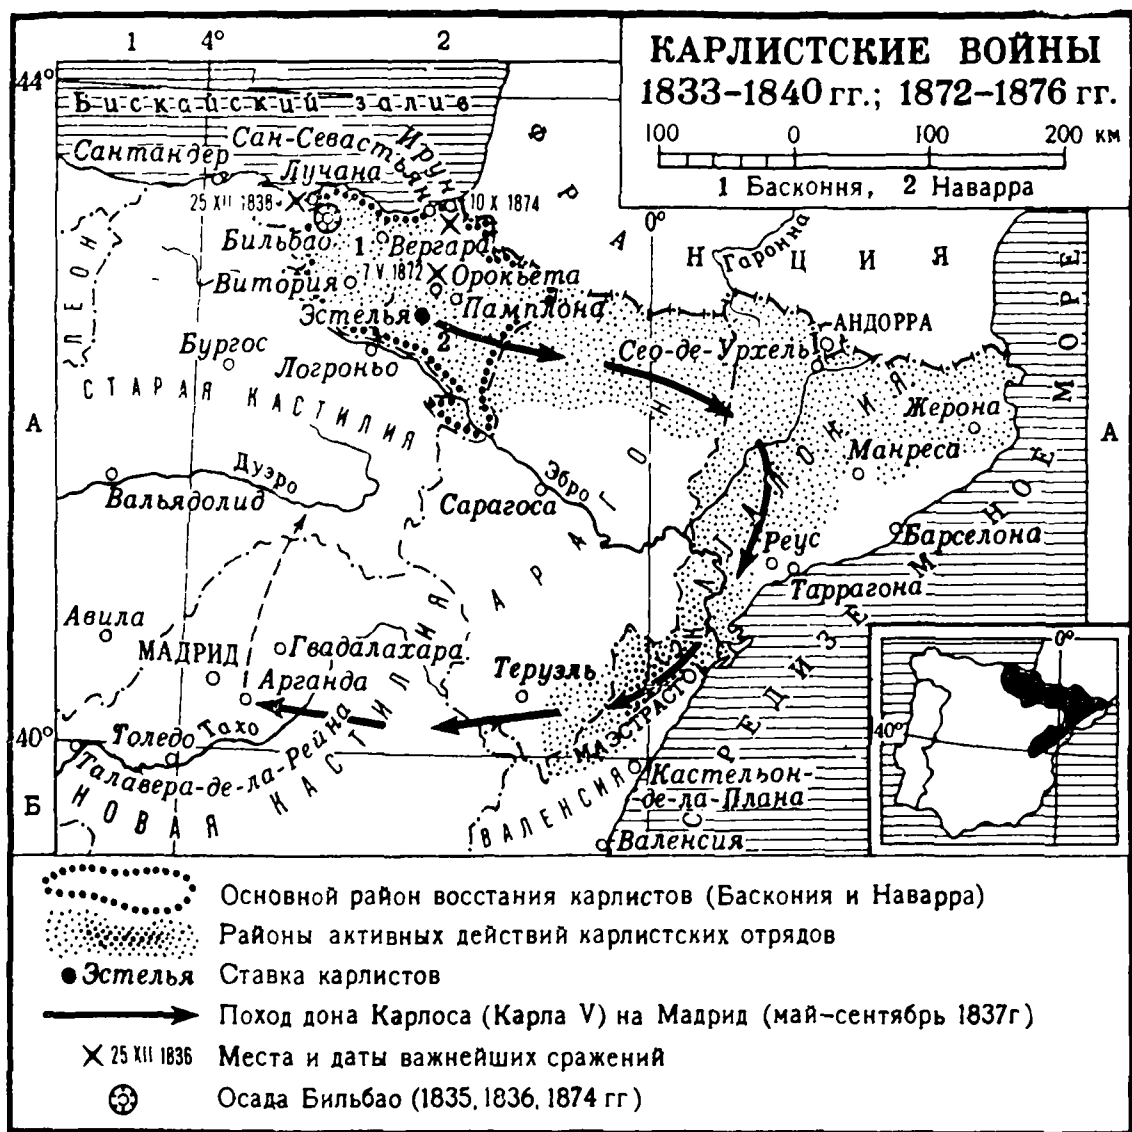 КАРЛИСТСКИЕ ВОЙНЫ
1833–1840 гг.; 1872–1876 гг.
100 0 100 200 км
1 Баскония, 2 Наварра
1 4° 2
44°
Бискайский залив
Сан-Севастьян
Ирун
Сантандер
Лучана
25 XII 1836
10 X 1874
ФРАНЦИЯ
0°
Гаронна
ЛЕОН
Бильбао
1
Вергара
7 V. 1872
Орокьета
Витория
Памплона
Эстелья
2
АНДОРРА
Сео-де-Урхель
Бургос
Логроньо
СТАРАЯ КАСТИЛИЯ
КАТАЛОНИЯ
Жерона
Манреса
А
А
Дуэро
Вальядолид
Эбро
Сарагоса
АРАГОН
Барселона
Реус
Таррагона
СРЕДИЗЕМНОЕ МОРЕ
Авила
МАДРИД
Гвадалахара
Арганда
Теруэль
МАЭСТРАСГО
40°
Толедо
Тахо
Талавера-де-ла-Рейна
НОВАЯ КАСТИЛИЯ
Б
ВАЛЕНСИЯ
Кастельон-
де-ла-Плана
Валенсия
0°
40°
Основной район восстания карлистов (Баскония и Наварра)
Районы активных действий карлистских отрядов
Эстелья Ставка карлистов
Поход дона Карлоса (Карла V) на Мадрид (май–сентябрь 1837г)
25 XII 1836 Места и даты важнейших сражений
Осада Бильбао (1835, 1836, 1874 гг)